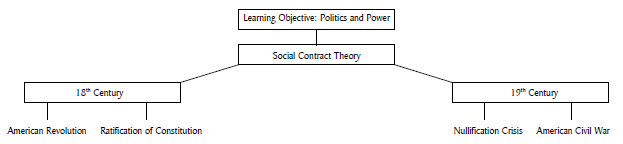 Learning Objective: Politics and Power
Social Contract Theory
18th Century
19th Century
American Revolution
Ratification of Constitution
Nullification Crisis
American Civil War